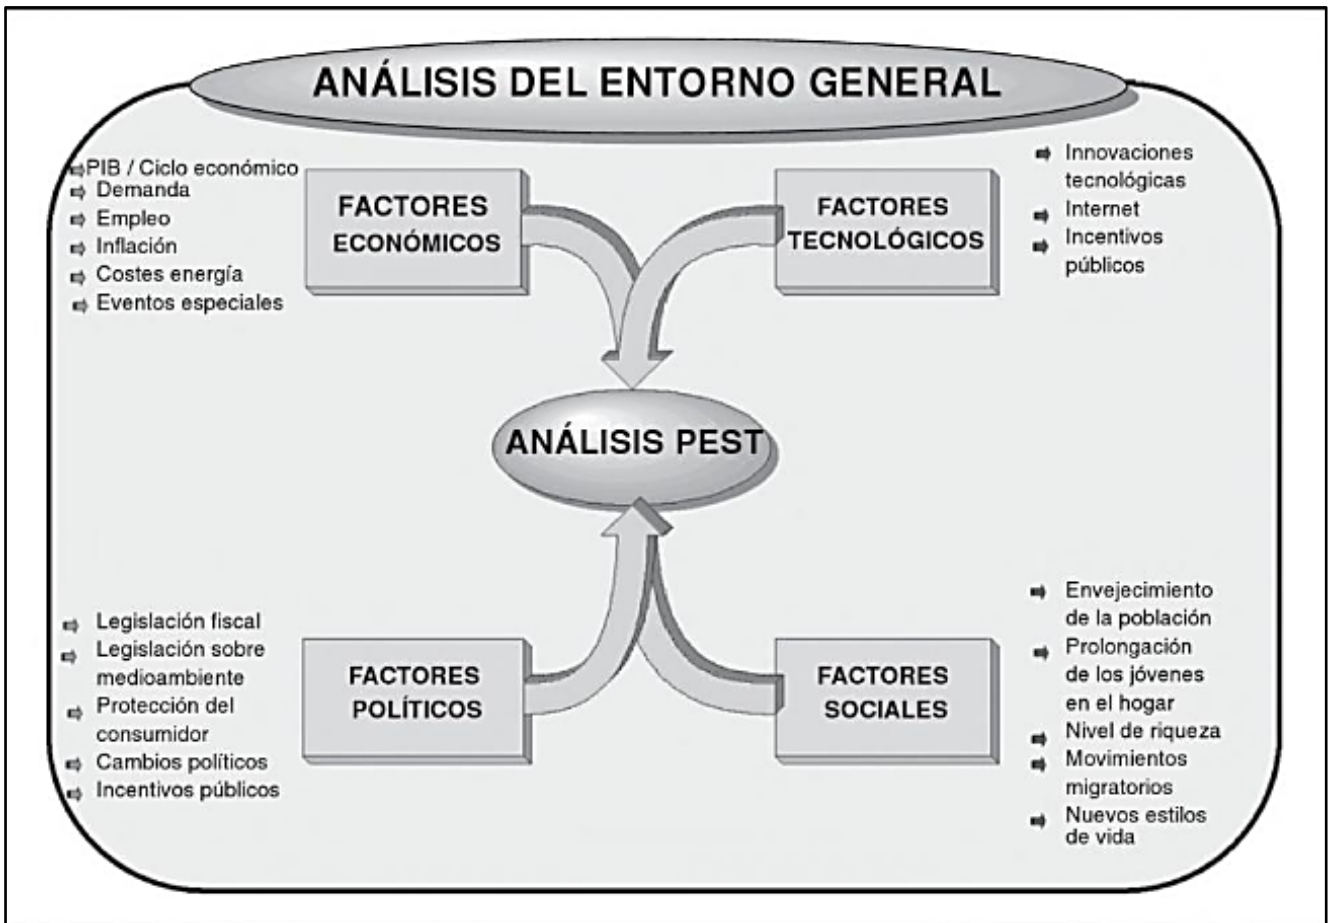 ANÁLISIS DEL ENTORNO GENERAL
PIB / Ciclo económico
Demanda
Empleo
Inflación
Costes energía
Eventos especiales
FACTORES
ECONÓMICOS
FACTORES
TECNOLÓGICOS
Innovaciones
tecnológicas
Internet
Incentivos
públicos
ANÁLISIS PEST
Legislación fiscal
Legislación sobre
medioambiente
Protección del
consumidor
Cambios políticos
Incentivos públicos
FACTORES
POLÍTICOS
FACTORES
SOCIALES
Envejecimiento
de la población
Prolongación
de los jóvenes
en el hogar
Nivel de riqueza
Movimientos
migratorios
Nuevos estilos
de vida